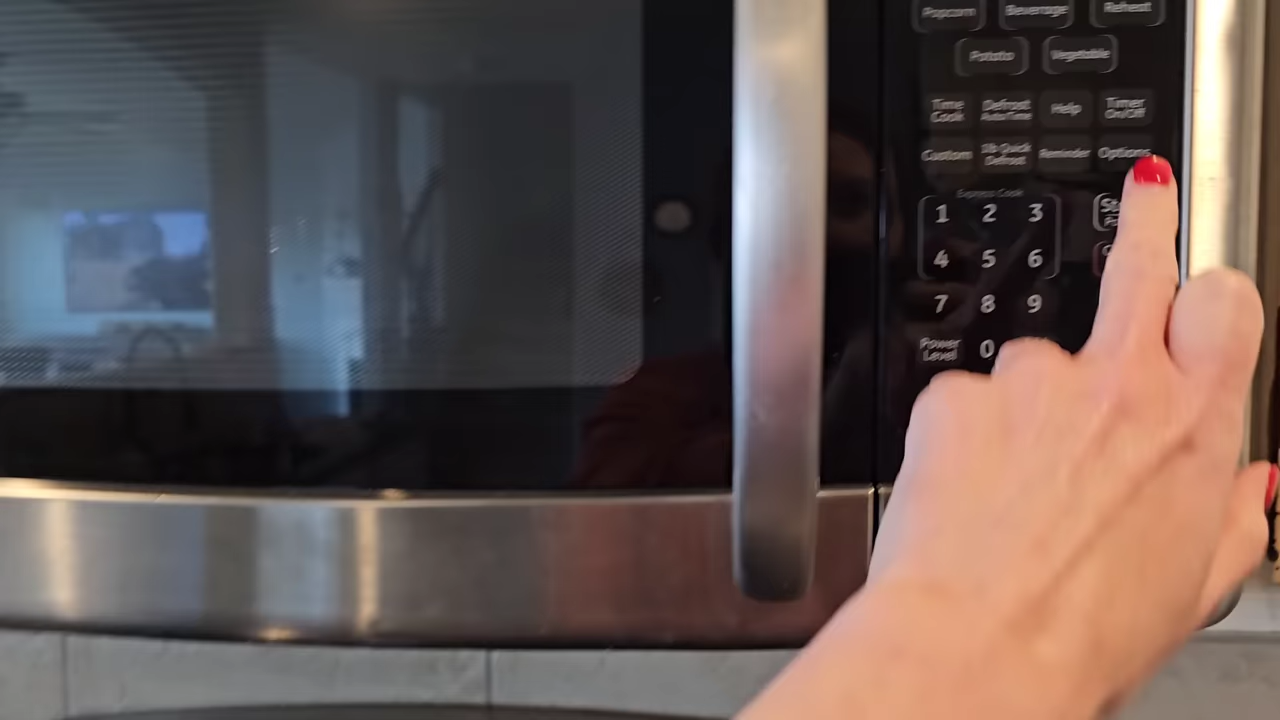 Popcorn Beverage Reheat
Potato Vegetable
Time Cook Defrost Auto/Time Help Timer On/Off
Custom 1lb Quick Defrost Reminder Options
Express Cook
1 2 3
4 5 6
7 8 9
Power Level 0